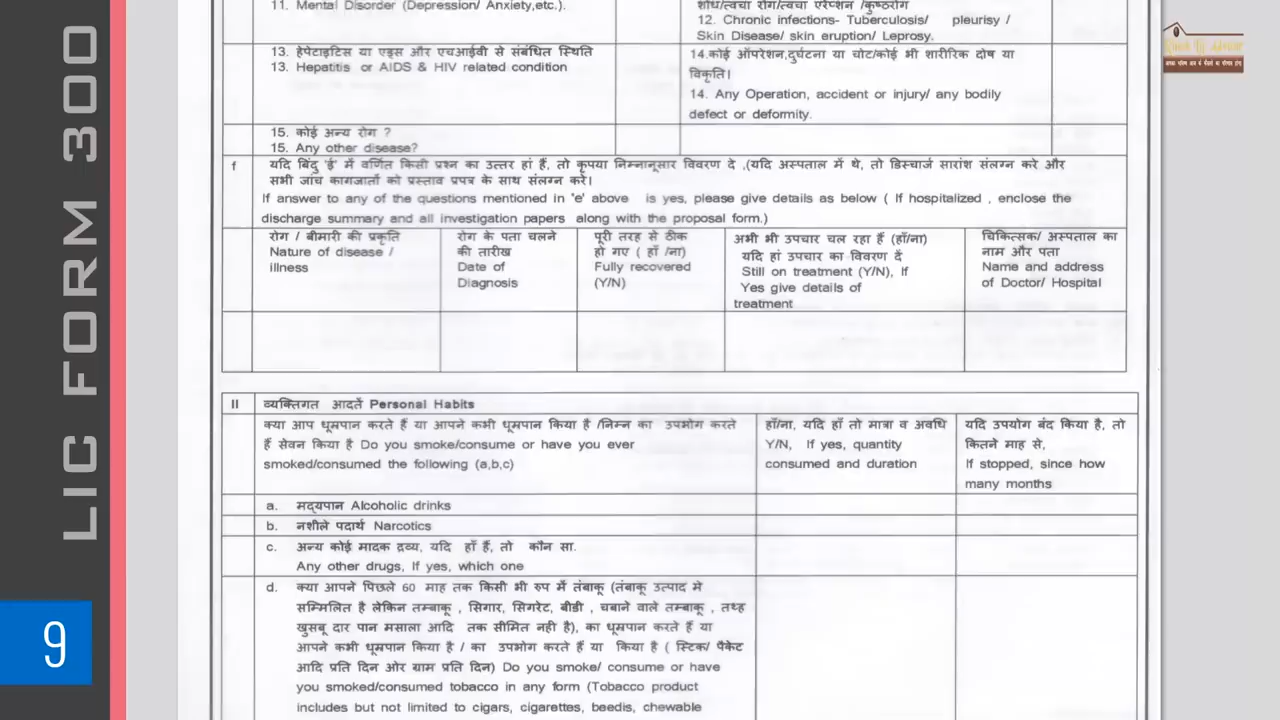 LIC FORM 300
9
11. Mental Disorder (Depression/ Anxiety,etc.).
शोथ/त्वचा रोग/त्वचा एरेप्शन /कुष्ठरोग
12. Chronic infections- Tuberculosis/ pleurisy /
Skin Disease/ skin eruption/ Leprosy.
13. हेपेटाइटिस या एड्स और एचआईवी से संबंधित स्थिति
13. Hepatitis or AIDS & HIV related condition
14.कोई ऑपरेशन,दुर्घटना या चोट/कोई भी शारीरिक दोष या
विकृति।
14. Any Operation, accident or injury/ any bodily
defect or deformity.
15. कोई अन्य रोग ?
15. Any other disease?
f
यदि बिंदु 'ई' में वर्णित किसी प्रश्न का उत्तर हां हैं, तो कृपया निम्नानुसार विवरण दे ,(यदि अस्पताल में थे, तो डिस्चार्ज सारांश संलग्न करे और
सभी जांच कागजातों को प्रस्ताव प्रपत्र के साथ संलग्न करें।
If answer to any of the questions mentioned in 'e' above is yes, please give details as below ( If hospitalized , enclose the
discharge summary and all investigation papers along with the proposal form.)
रोग / बीमारी की प्रकृति
Nature of disease /
illness
रोग के पता चलने
की तारीख
Date of
Diagnosis
पूरी तरह से ठीक
हो गए ( हाँ /ना)
Fully recovered
(Y/N)
अभी भी उपचार चल रहा हैं (हाँ/ना)
यदि हां उपचार का विवरण दें
Still on treatment (Y/N), If
Yes give details of
treatment
चिकित्सक/ अस्पताल का
नाम और पता
Name and address
of Doctor/ Hospital
II व्यक्तिगत आदतें Personal Habits
क्या आप धूम्रपान करते हैं या आपने कभी धूम्रपान किया है /निम्न का उपभोग करते
हैं सेवन किया है Do you smoke/consume or have you ever
smoked/consumed the following (a,b,c)
हाँ/ना, यदि हाँ तो मात्रा व अवधि
Y/N, If yes, quantity
consumed and duration
यदि उपयोग बंद किया है, तो
कितने माह से,
If stopped, since how
many months
a. मद्यपान Alcoholic drinks
b. नशीले पदार्थ Narcotics
c. अन्य कोई मादक द्रव्य, यदि हाँ हैं, तो कौन सा.
Any other drugs, If yes, which one
d. क्या आपने पिछले 60 माह तक किसी भी रुप में तंबाकू (तंबाकू उत्पाद मे
सम्मिलित है लेकिन तम्बाकू , सिगार, सिगरेट, बीडी , चबाने वाले तम्बाकू , तथ्ह
खुसबू दार पान मसाला आदि तक सीमित नही है), का धूम्रपान करते हैं या
आपने कभी धूम्रपान किया है / का उपभोग करते हैं या किया है ( स्टिक/ पैकेट
आदि प्रति दिन ओर ग्राम प्रति दिन) Do you smoke/ consume or have
you smoked/consumed tobacco in any form (Tobacco product
includes but not limited to cigars, cigarettes, beedis, chewable